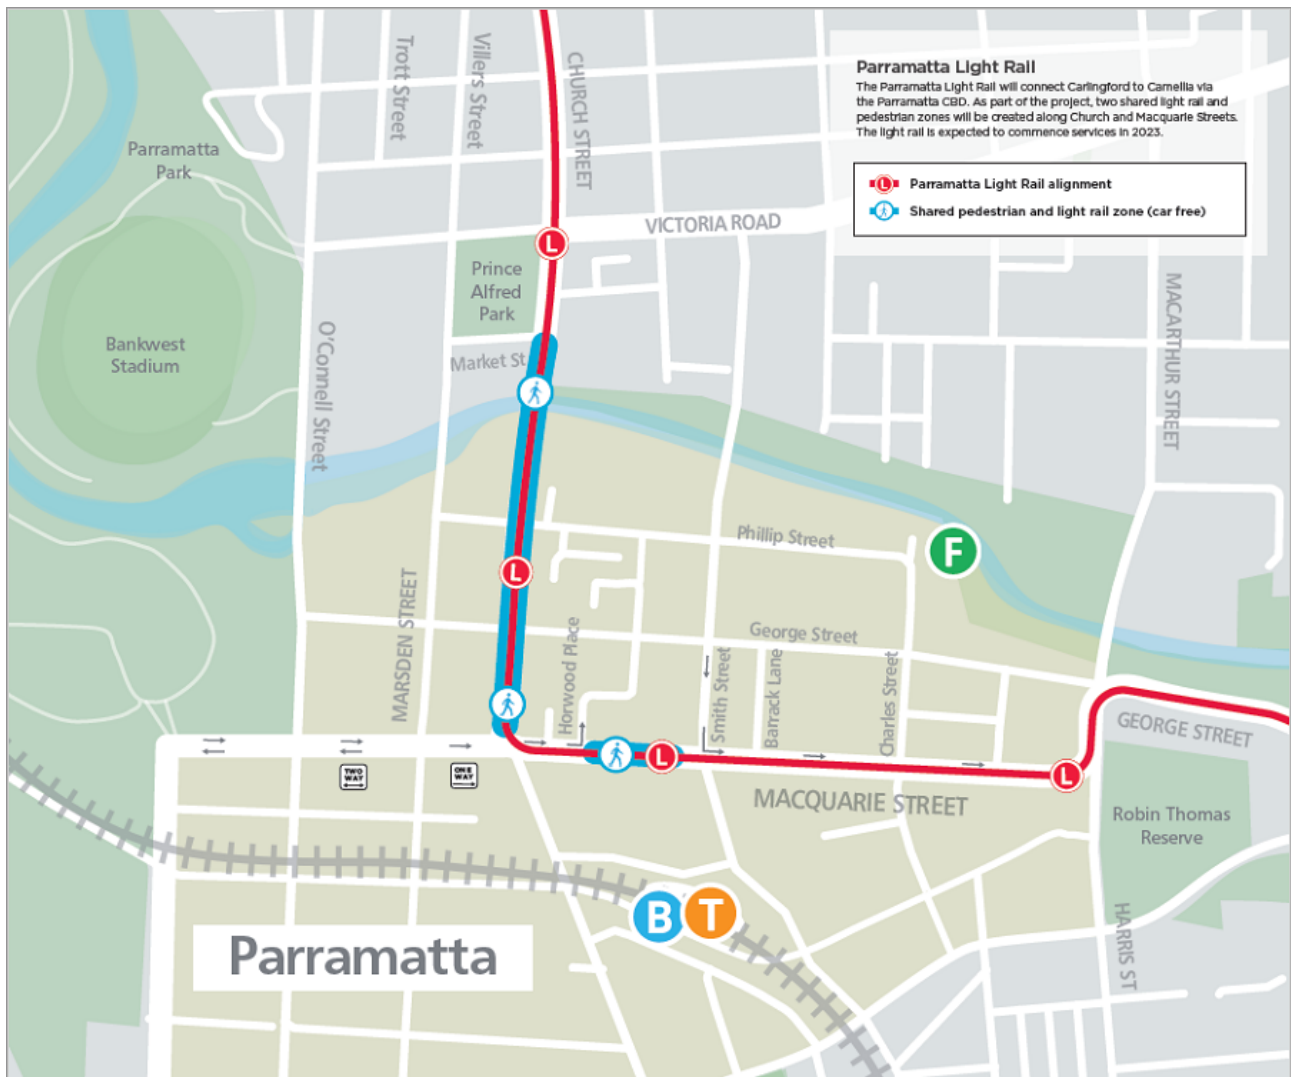 Parramatta Light Rail
The Parramatta Light Rail will connect Carlingford to Camellia via
the Parramatta CBD. As part of the project, two shared light rail and
pedestrian zones will be created along Church and Macquarie Streets.
The light rail is expected to commence services in 2023.
L Parramatta Light Rail alignment
Shared pedestrian and light rail zone (car free)
Trott Street
Villers Street
CHURCH STREET
Parramatta
Park
VICTORIA ROAD
L
Prince
Alfred
Park
Bankwest
Stadium
O'Connell Street
Market St
MACARTHUR STREET
Phillip Street
F
L
MARSDEN STREET
George Street
Horwood Place
Smith Street
Barrack Lane
Charles Street
GEORGE STREET
L
L
TWO
WAY
ONE
WAY
MACQUARIE STREET
Robin Thomas
Reserve
B
T
HARRIS ST
Parramatta